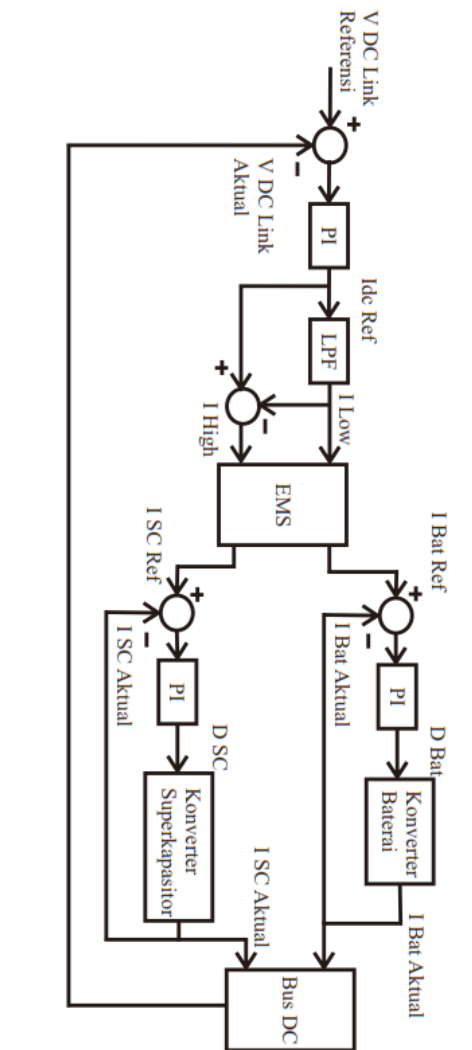 V DC Link
Referensi
+
-
V DC Link
Aktual
PI
Idc Ref
LPF
I Low
+
-
I High
EMS
I Bat Ref
+
-
I Bat Aktual
PI
D Bat
Konverter
Baterai
I Bat Aktual
I SC Ref
+
-
I SC Aktual
PI
D SC
Konverter
Superkapasitor
I SC Aktual
Bus DC